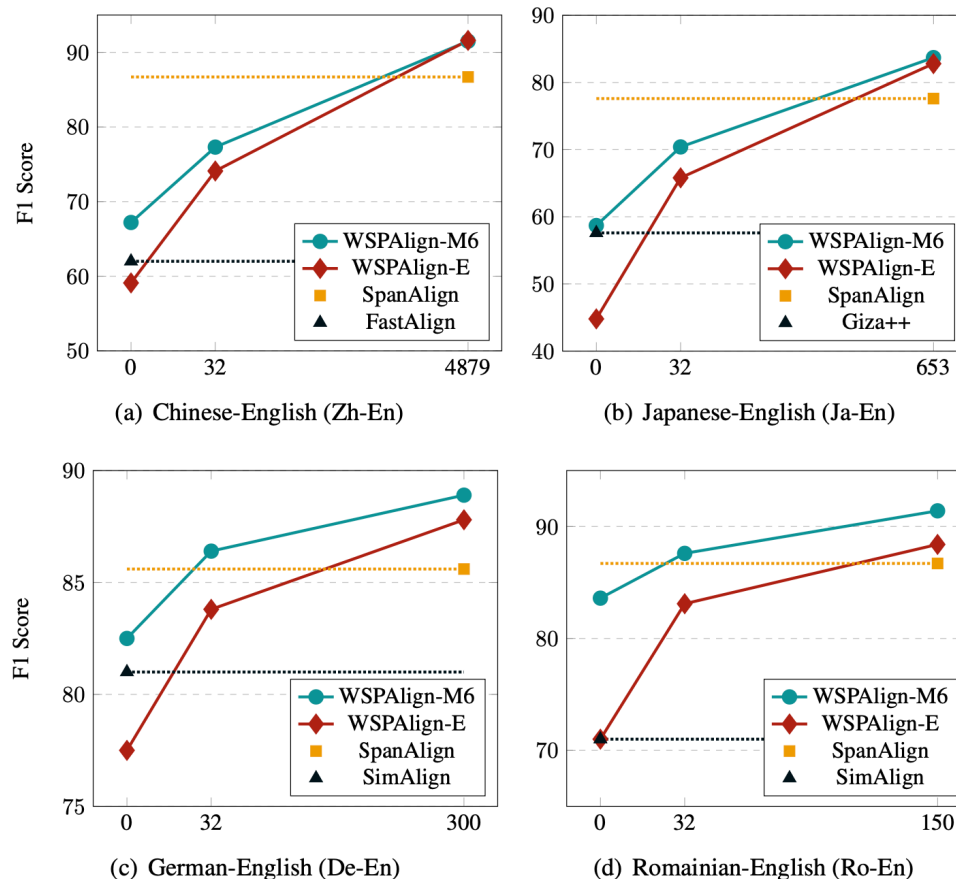 90
80
70
60
50
F1 Score
WSPAlign-M6
WSPAlign-E
SpanAlign
FastAlign
0 32 4879
(a) Chinese-English (Zh-En)
90
80
70
60
50
40
WSPAlign-M6
WSPAlign-E
SpanAlign
Giza++
0 32 653
(b) Japanese-English (Ja-En)
90
85
80
75
F1 Score
WSPAlign-M6
WSPAlign-E
SpanAlign
SimAlign
0 32 300
(c) German-English (De-En)
90
80
70
WSPAlign-M6
WSPAlign-E
SpanAlign
SimAlign
0 32 150
(d) Romainian-English (Ro-En)